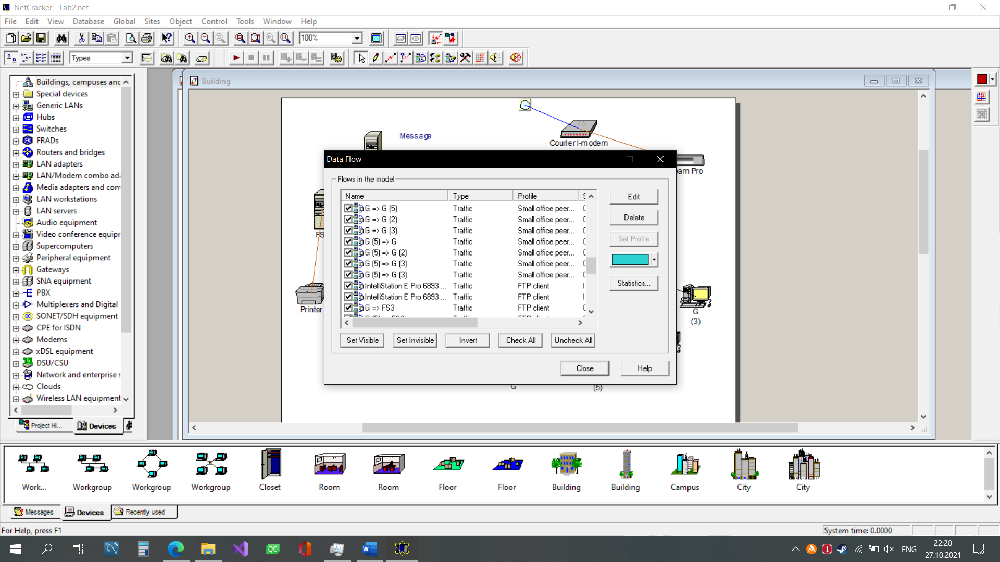 NetCracker - Lab2.net
File Edit View Database Global Sites Object Control Tools Window Help
100%
Types
Buildings, campuses and
Special devices
Generic LANs
Hubs
Switches
FRADs
Routers and bridges
LAN adapters
LAN/Modem combo ada
Media adapters and conv
LAN workstations
LAN servers
Audio equipment
Video conference equipr
Supercomputers
Peripheral equipment
Gateways
SNA equipment
PBX
Multiplexers and Digital
SONET/SDH equipment
CPE for ISDN
Modems
xDSL equipment
DSU/CSU
Network and enterprise s
Clouds
Wireless LAN equipment
Project Hi...
Devices
Building
Message
Courier I-modem
eam Pro
FS
Printer
G
(3)
G
(5)
Data Flow
Flows in the model
Name Type Profile
G => G (5) Traffic Small office peer...
G => G (2) Traffic Small office peer...
G => G (3) Traffic Small office peer...
G (5) => G Traffic Small office peer...
G (5) => G (2) Traffic Small office peer...
G (5) => G (3) Traffic Small office peer...
G (5) => G (3) Traffic Small office peer...
IntelliStation E Pro 6893 ... Traffic FTP client I
IntelliStation E Pro 6893 ... Traffic FTP client I
G => FS3 Traffic FTP client
Edit
Delete
Set Profile
Statistics...
Set Visible Set Invisible Invert Check All Uncheck All
Close Help
Work... Workgroup Workgroup Workgroup Closet Room Room Floor Floor Building Building Campus City City
Messages Devices Recently used
For Help, press F1
System time: 0.0000
QC
W
1
ENG
22:28
27.10.2021